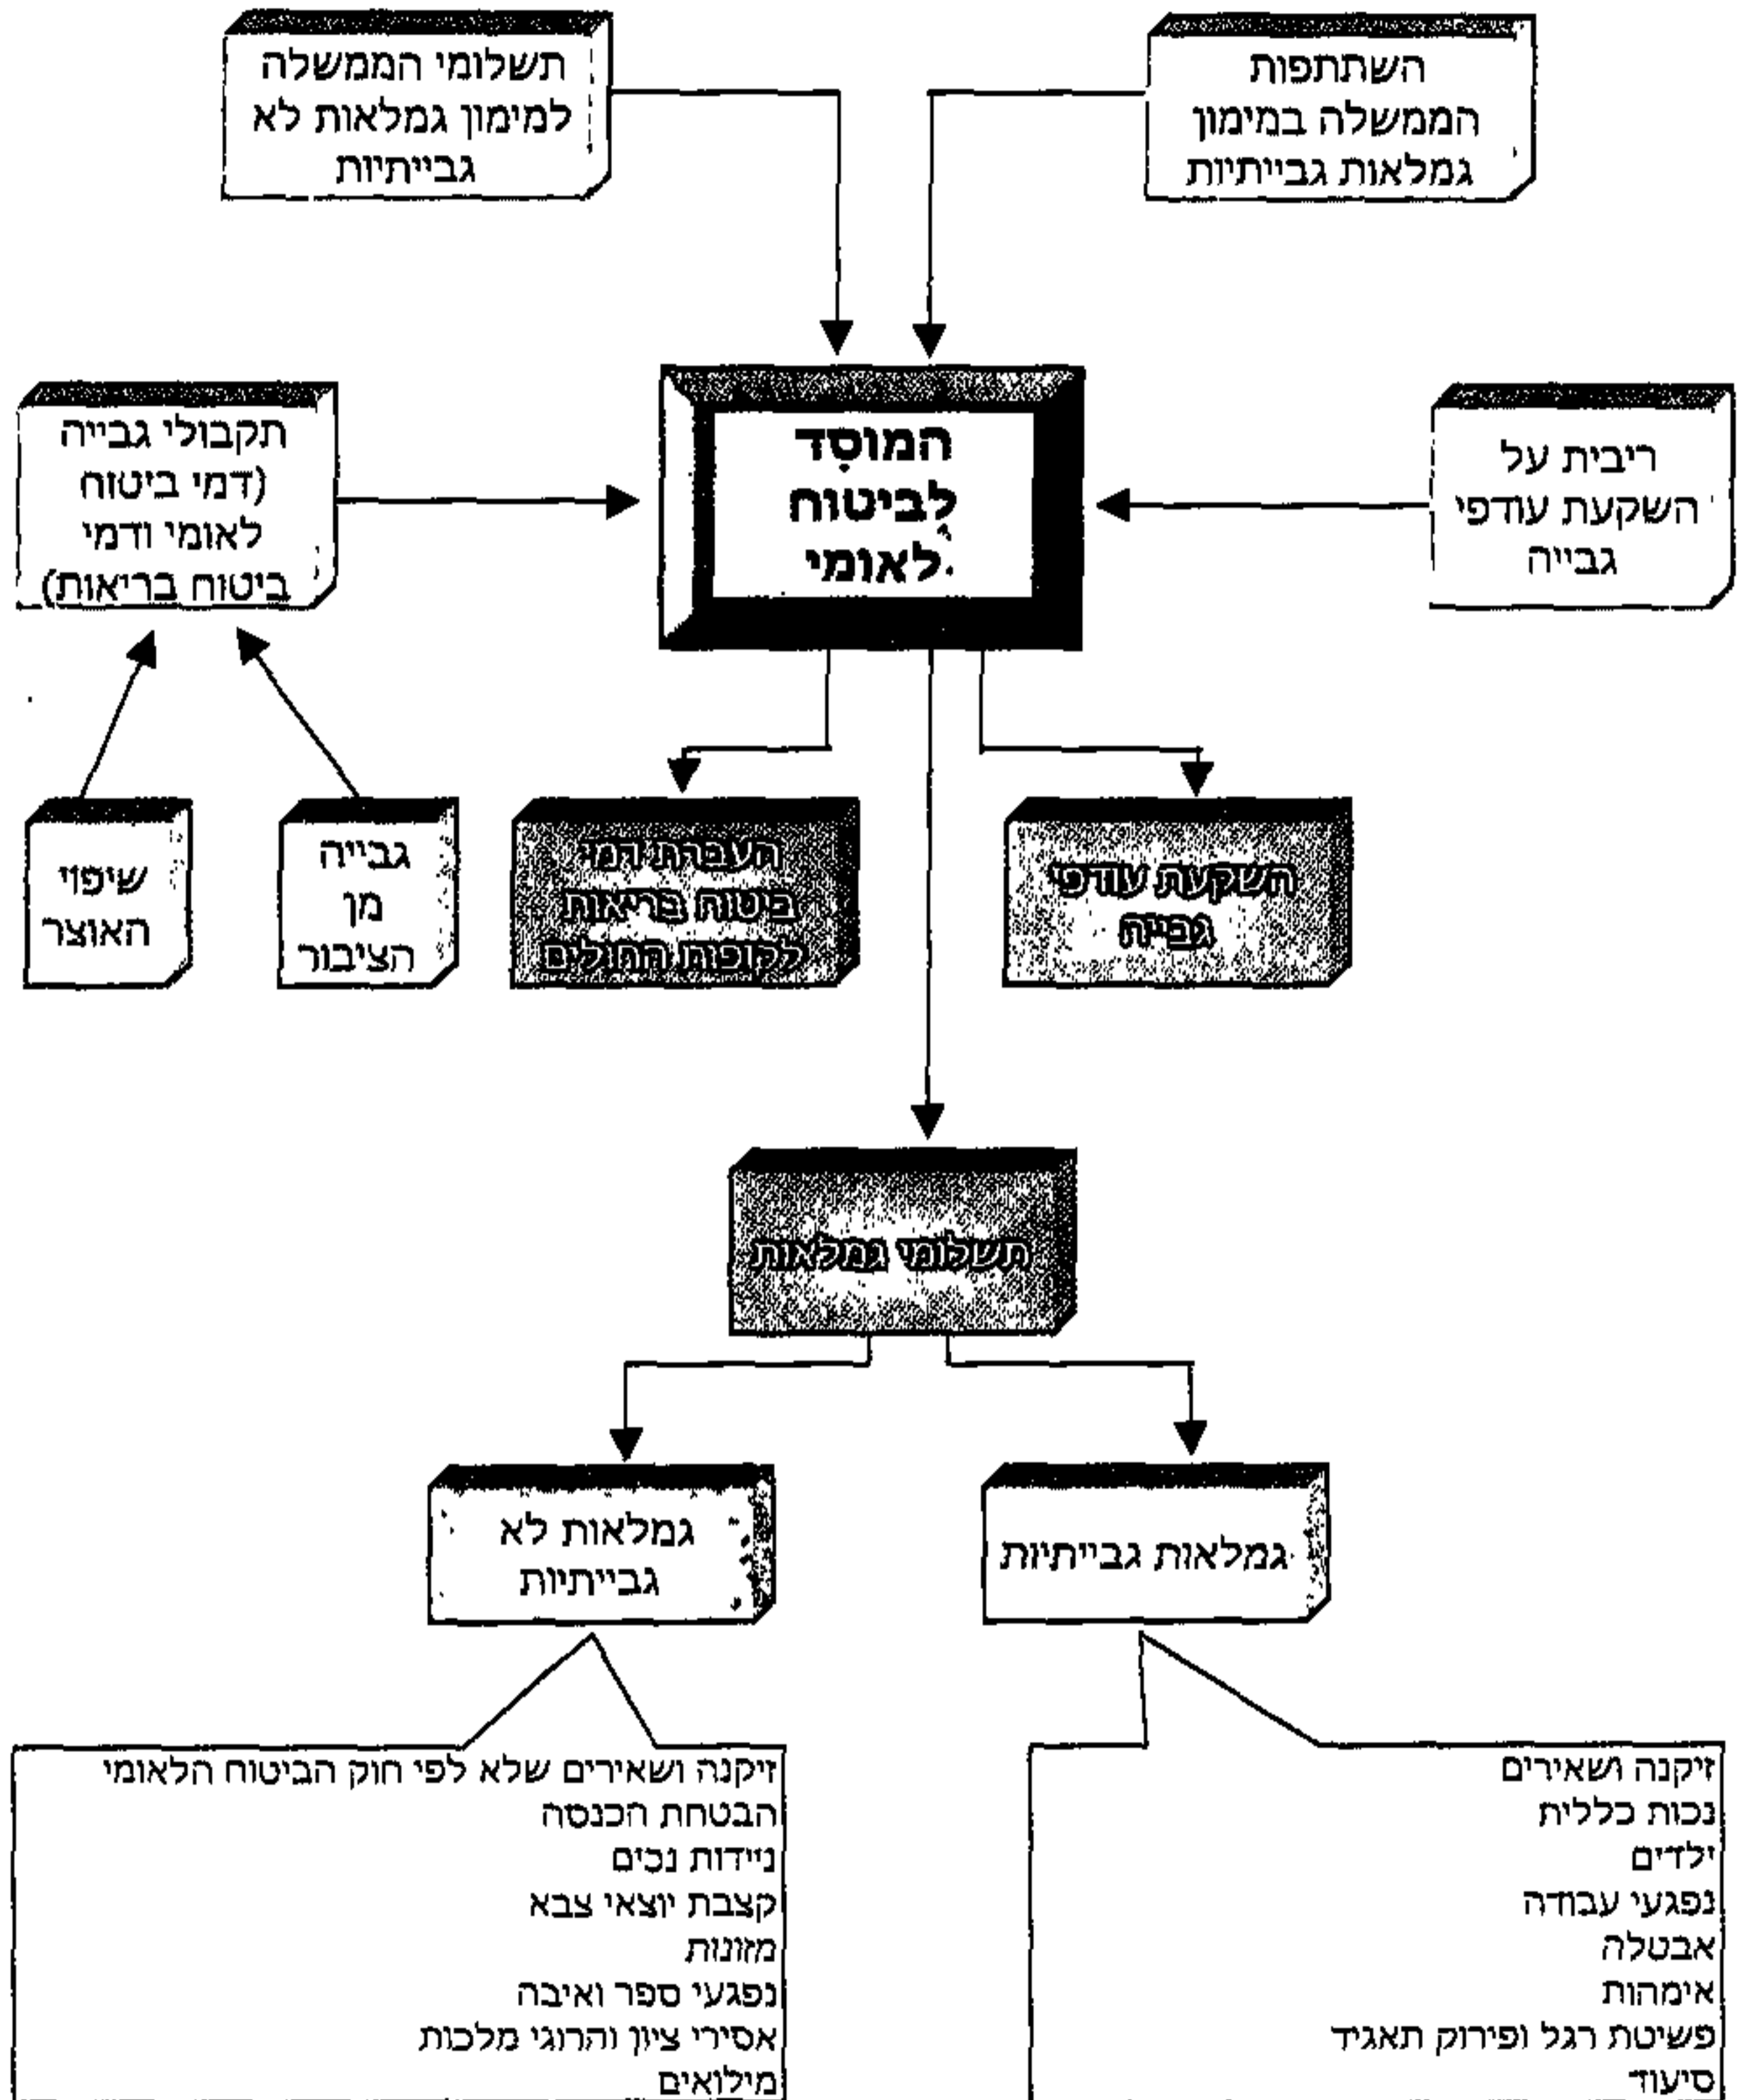 השתתפות
הממשלה במימון
גמלאות גבייתיות
תשלומי הממשלה
למימון גמלאות לא
גבייתיות
ריבית על
השקעת עודפי
גבייה
המוסד
לביטוח
לאומי
תקבולי גבייה
(דמי ביטוח
לאומי ודמי
ביטוח בריאות)
השקעת עודפי
גבייה
העברת דמי
ביטוח בריאות
לקופות החולים
גבייה
מן
הציבור
שיפוי
האוצר
תשלומי גמלאות
גמלאות גבייתיות
גמלאות לא
גבייתיות
זיקנה ושאירים
נכות כללית
ילדים
נפגעי עבודה
אבטלה
אימהות
פשיטת רגל ופירוק תאגיד
סיעוד
זיקנה ושאירים שלא לפי חוק הביטוח הלאומי
הבטחת הכנסה
ניידות נכים
קצבת יוצאי צבא
מזונות
נפגעי ספר ואיבה
אסירי ציון והרוגי מלכות
מילואים